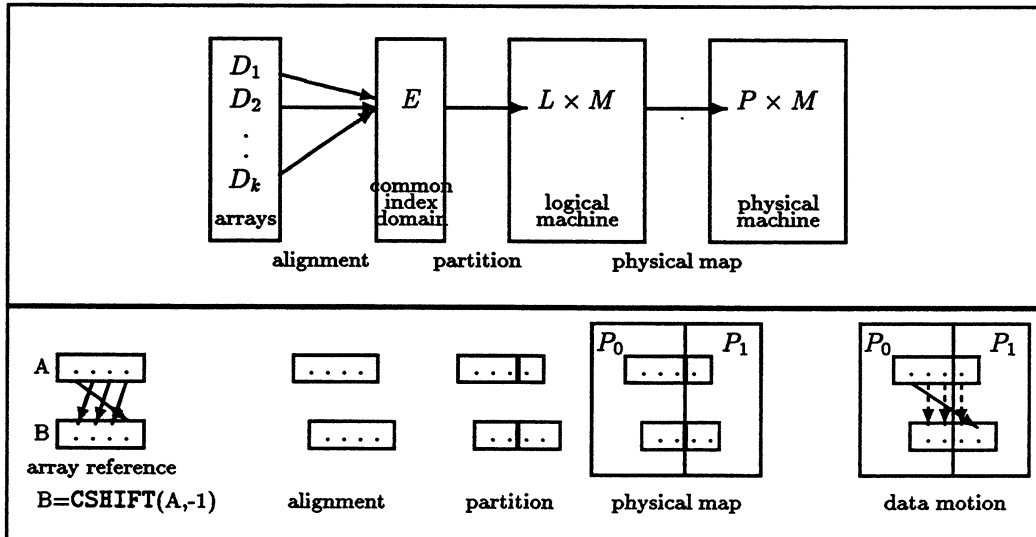 D1
D2
.
.
Dk
arrays
E
common
index
domain
L × M
logical
machine
P × M
physical
machine
alignment partition physical map
A
. . . .
B
. . . .
array reference
B=CSHIFT(A,-1)
. . . .
. . . .
alignment
. . . .
. . . .
partition
P0 P1
. . . .
. . . .
physical map
P0 P1
. . . .
. . . .
data motion